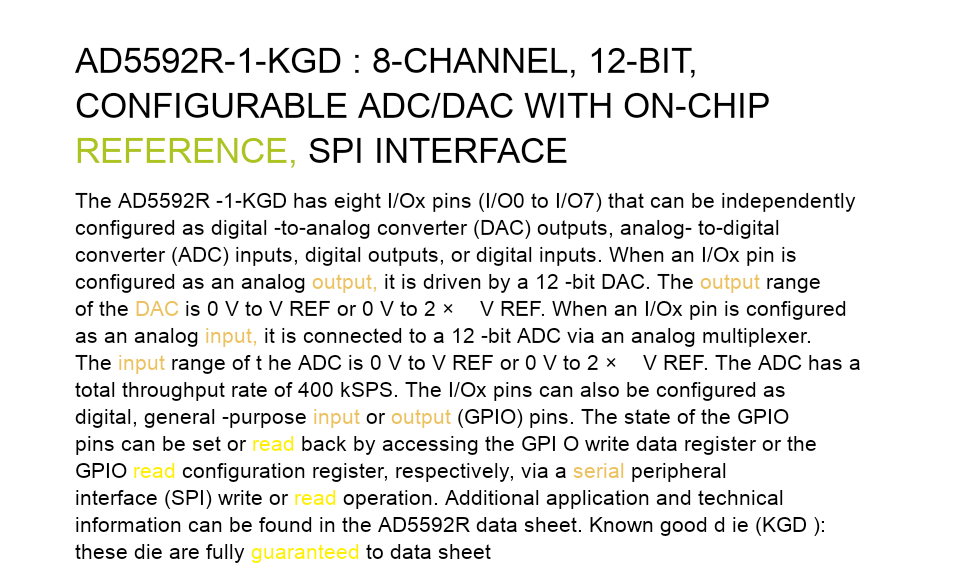 AD5592R-1-KGD : 8-CHANNEL, 12-BIT,
CONFIGURABLE ADC/DAC WITH ON-CHIP
REFERENCE, SPI INTERFACE
The AD5592R -1-KGD has eight I/Ox pins (I/O0 to I/O7) that can be independently
configured as digital -to-analog converter (DAC) outputs, analog- to-digital
converter (ADC) inputs, digital outputs, or digital inputs. When an I/Ox pin is
configured as an analog output, it is driven by a 12 -bit DAC. The output range
of the DAC is 0 V to V REF or 0 V to 2 × V REF. When an I/Ox pin is configured
as an analog input, it is connected to a 12 -bit ADC via an analog multiplexer.
The input range of t he ADC is 0 V to V REF or 0 V to 2 × V REF. The ADC has a
total throughput rate of 400 kSPS. The I/Ox pins can also be configured as
digital, general -purpose input or output (GPIO) pins. The state of the GPIO
pins can be set or read back by accessing the GPI O write data register or the
GPIO read configuration register, respectively, via a serial peripheral
interface (SPI) write or read operation. Additional application and technical
information can be found in the AD5592R data sheet. Known good d ie (KGD ):
these die are fully guaranteed to data sheet